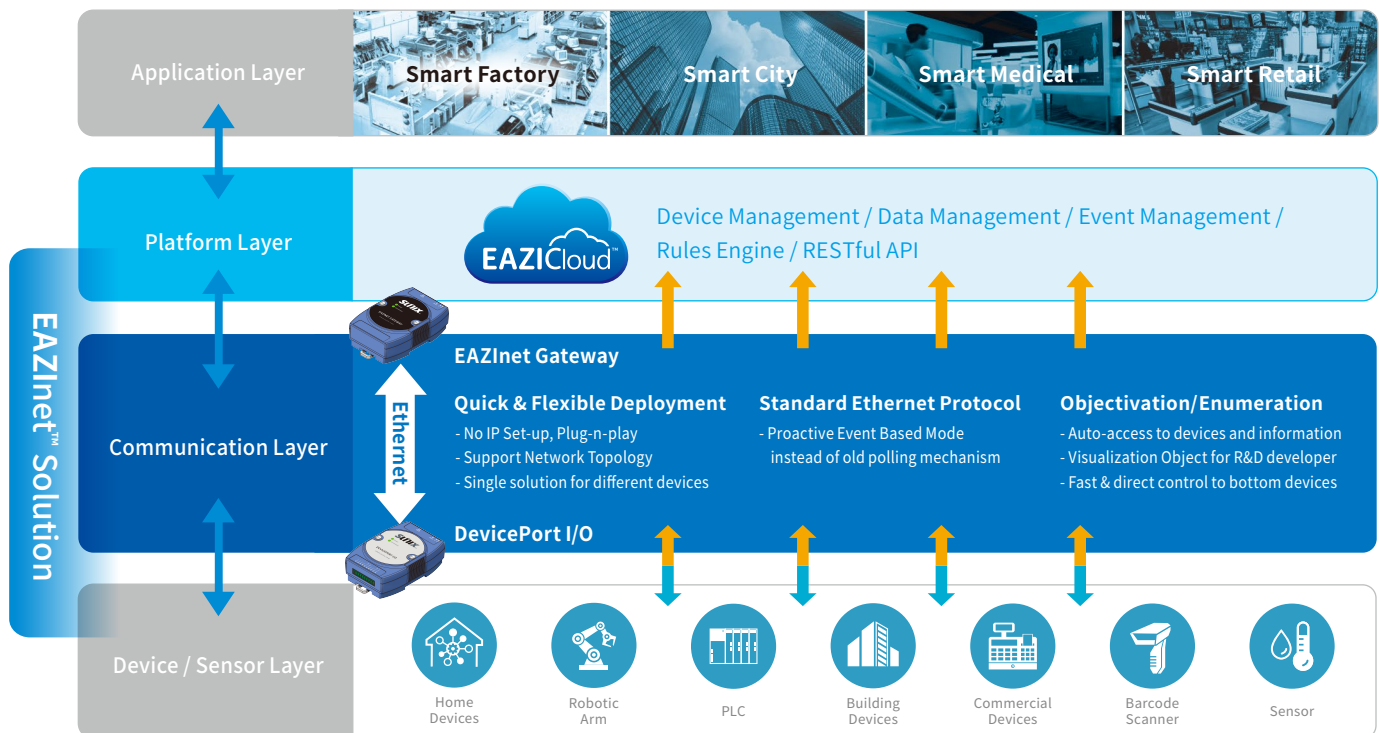 Application Layer
Smart Factory
Smart City
Smart Medical
Smart Retail
Platform Layer
EAZICloud™
Device Management / Data Management / Event Management /
Rules Engine / RESTful API
EAZInet™ Solution
Communication Layer
SUNIX
Ethernet
SUNIX
EAZInet Gateway
Quick & Flexible Deployment
- No IP Set-up, Plug-n-play
- Support Network Topology
- Single solution for different devices
Standard Ethernet Protocol
- Proactive Event Based Mode
instead of old polling mechanism
Objectivation/Enumeration
- Auto-access to devices and information
- Visualization Object for R&D developer
- Fast & direct control to bottom devices
DevicePort I/O
Device / Sensor Layer
Home
Devices
Robotic
Arm
PLC
Building
Devices
Commercial
Devices
Barcode
Scanner
Sensor